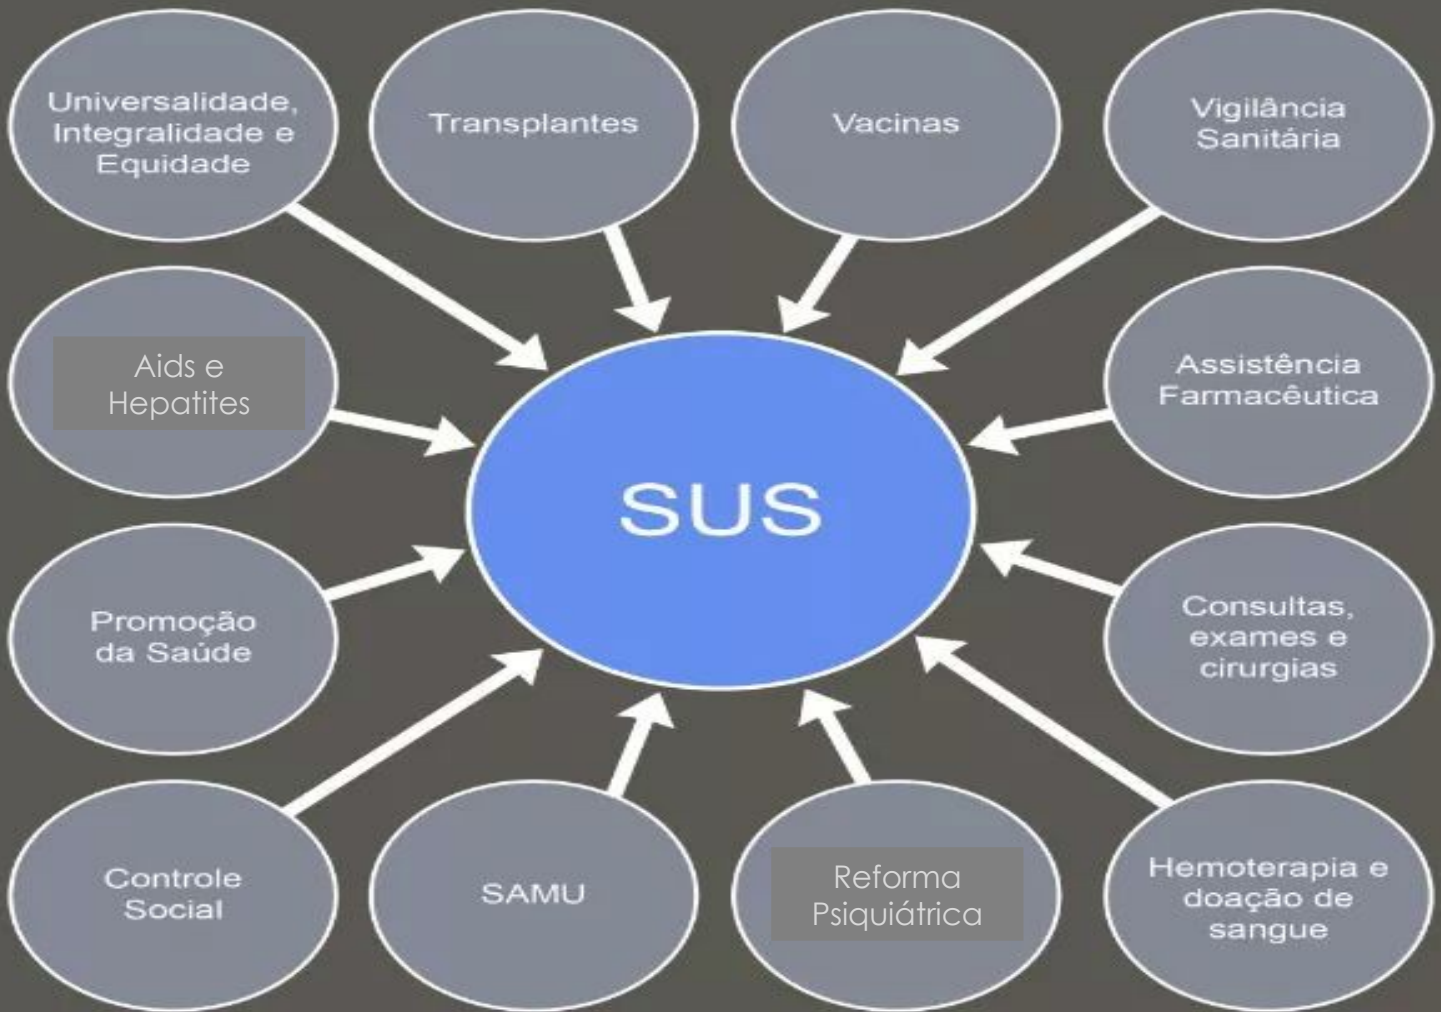 Universalidade,
Integralidade e
Equidade
Transplantes
Vacinas
Vigilância
Sanitária
Aids e
Hepatites
Assistência
Farmacêutica
SUS
Promoção
da Saúde
Consultas,
exames e
cirurgias
Controle
Social
SAMU
Reforma
Psiquiátrica
Hemoterapia e
doação de
sangue